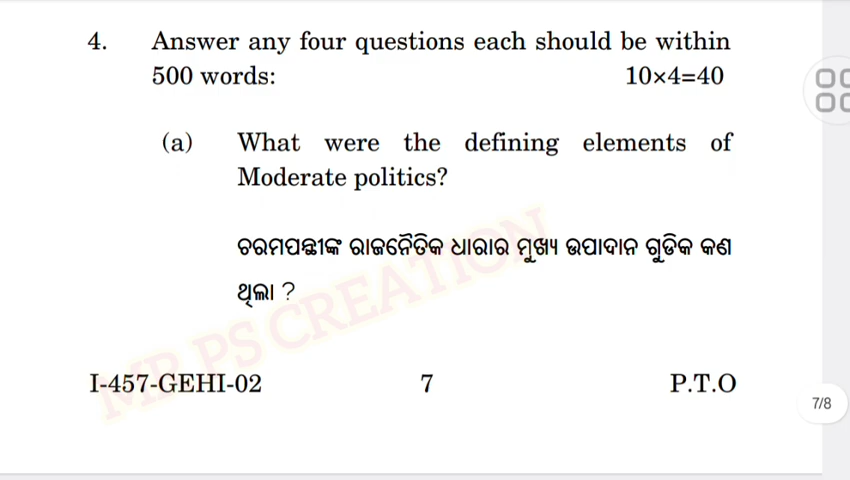 4. Answer any four questions each should be within
500 words: 10×4=40
(a) What were the defining elements of
Moderate politics?
ଚରମପନ୍ଥୀଙ୍କ ରାଜନୈତିକ ଧାରାର ମୁଖ୍ୟ ଉପାଦାନ ଗୁଡିକ କଣ
ଥିଲା ?
MR PS CREATION
I-457-GEHI-02 7 P.T.O
7/8